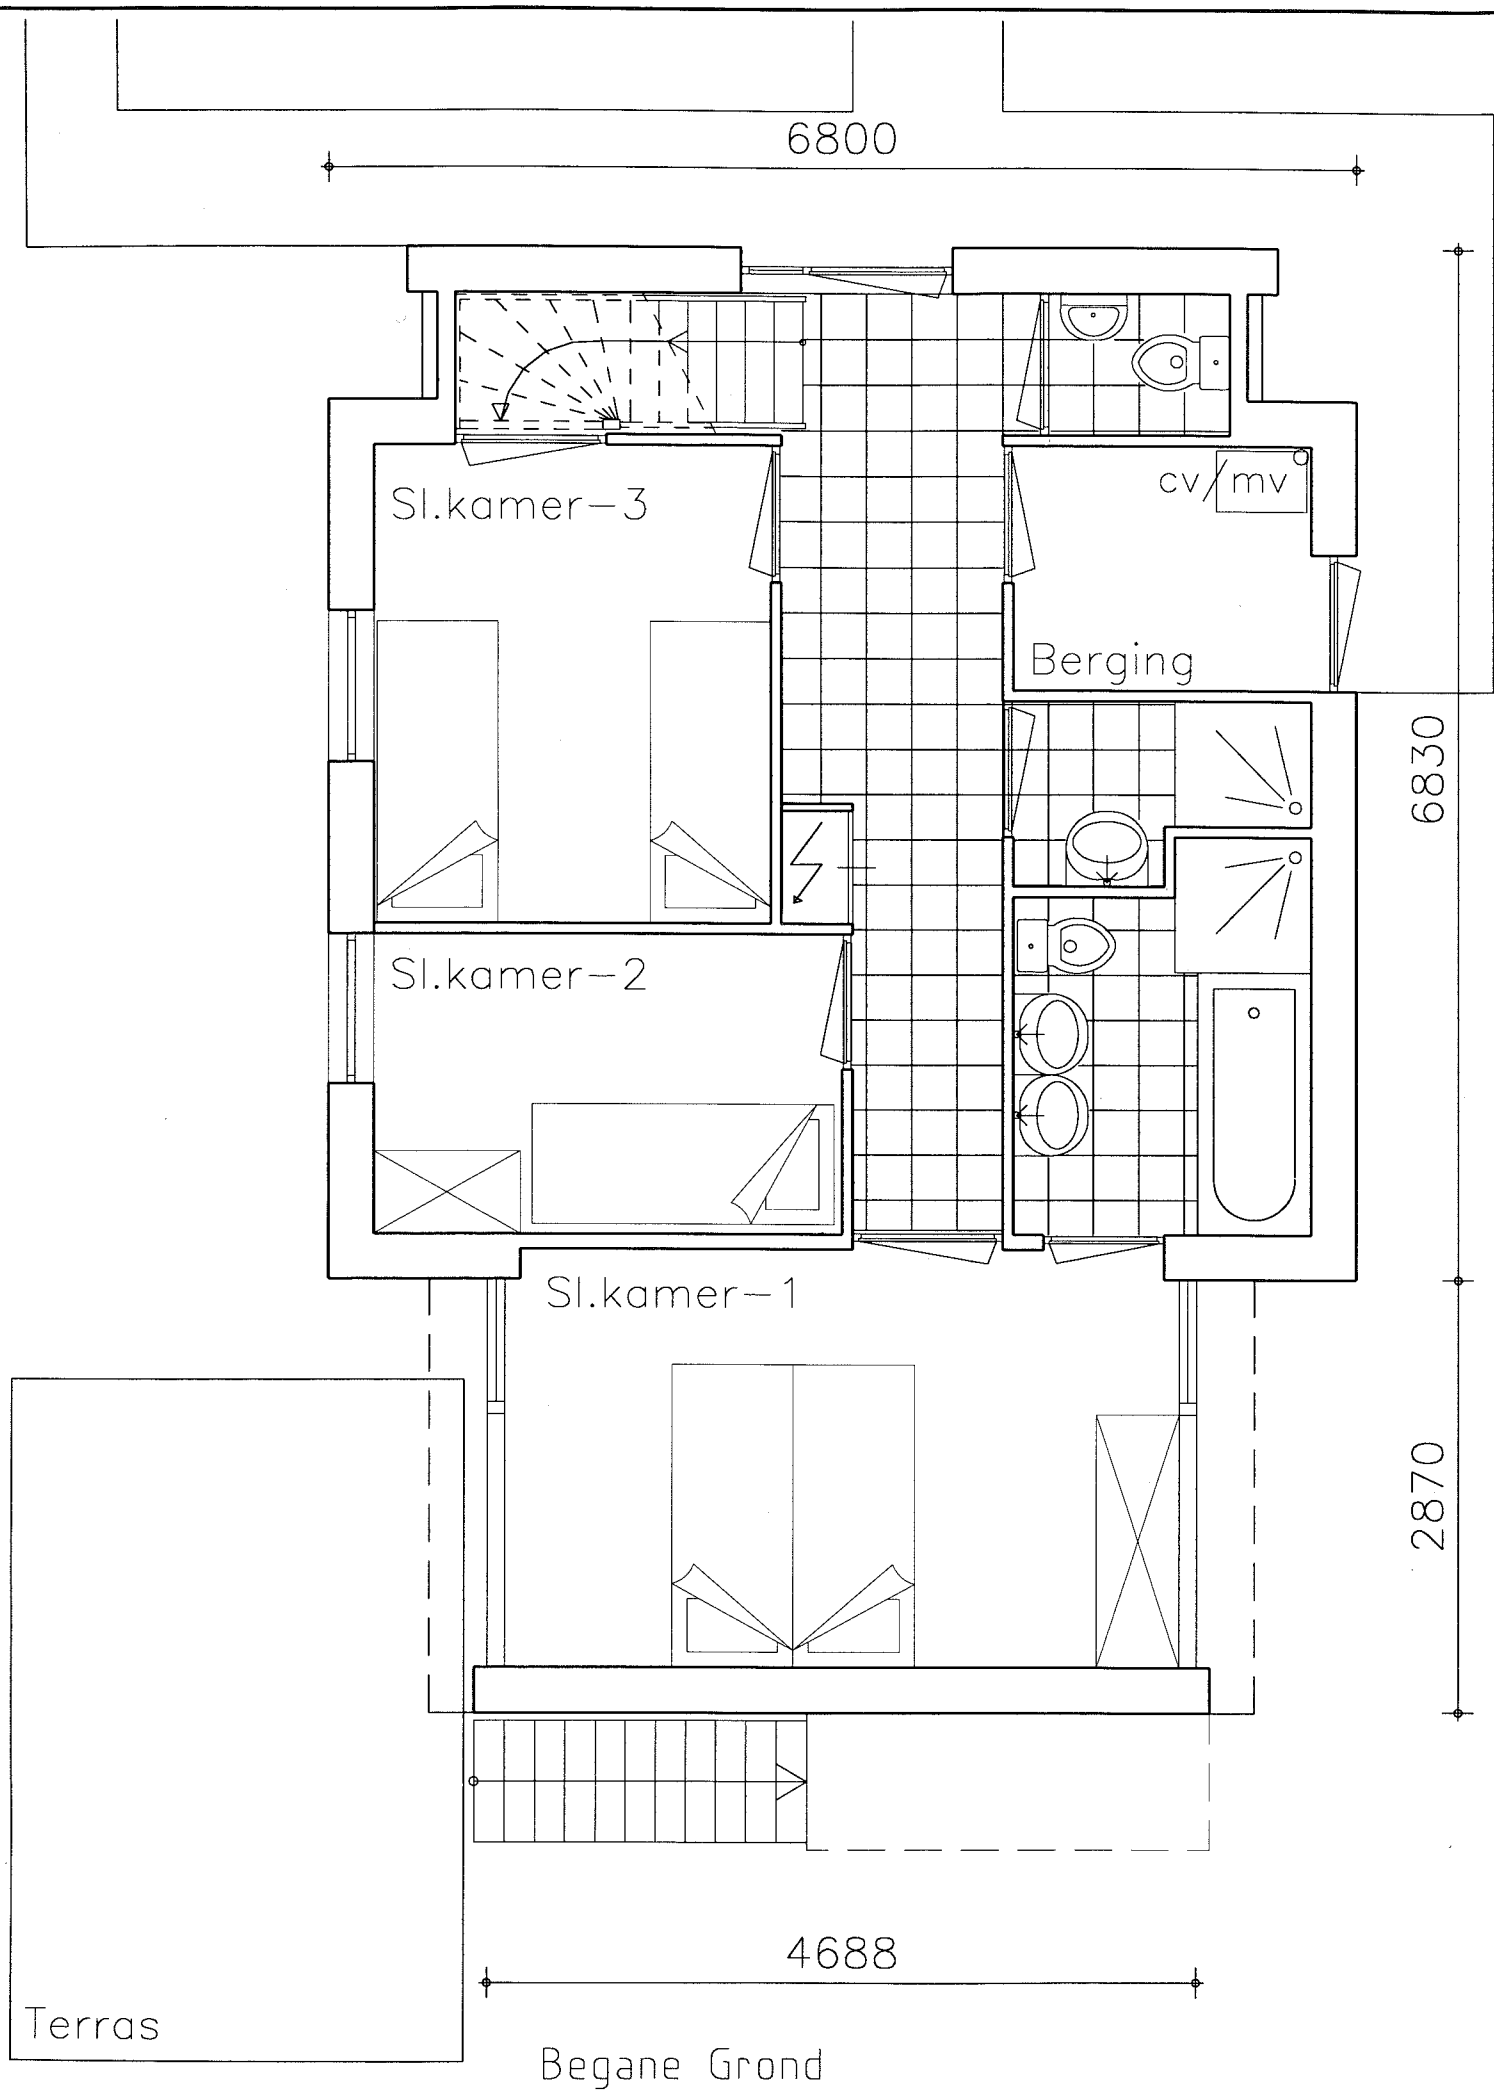 6800
Sl.kamer-3
cv/mv
Berging
6830
Sl.kamer-2
Sl.kamer-1
2870
4688
Terras
Begane Grond